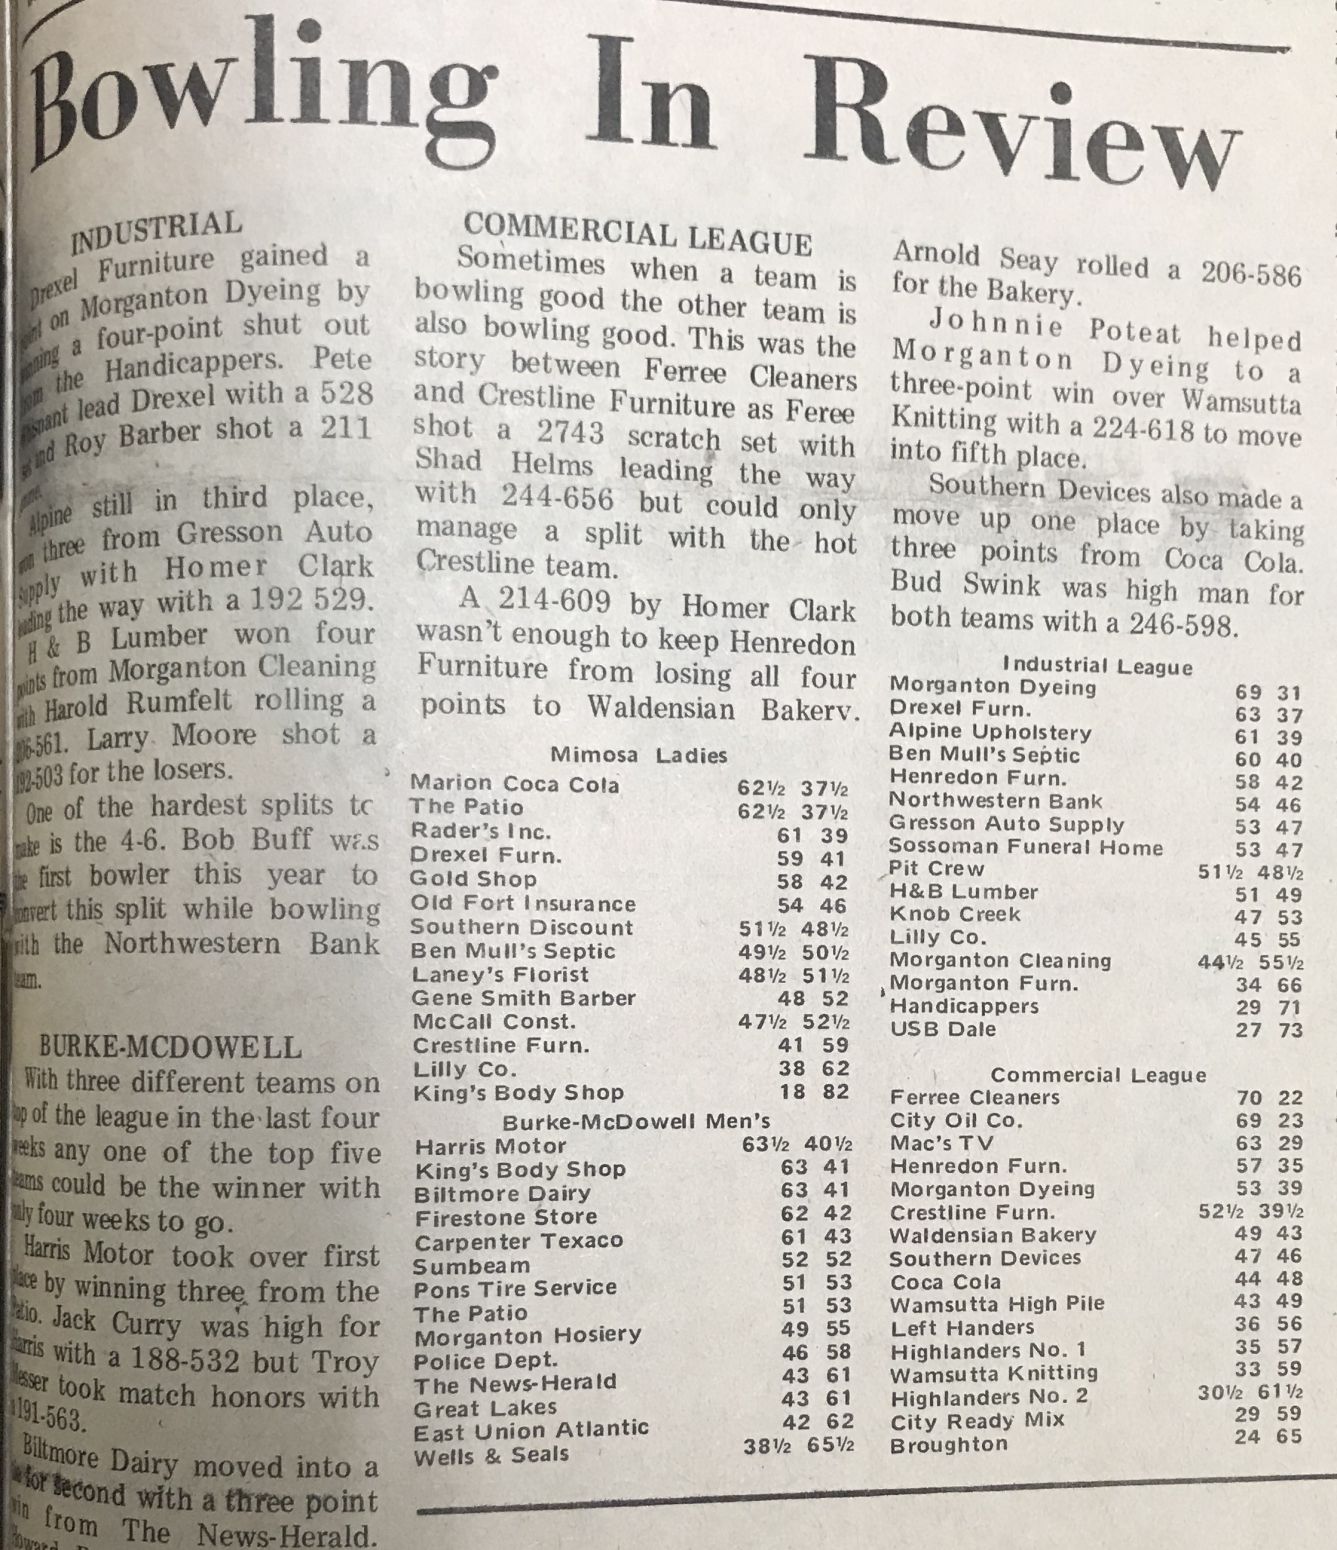 Bowling In Review
INDUSTRIAL
Drexel Furniture gained a
on Morganton Dyeing by
a four-point shut out
the Handicappers. Pete
lead Drexel with a 528
and Roy Barber shot a 211
Alpine still in third place,
three from Gresson Auto
Supply with Homer Clark
the way with a 192 529.
H & B Lumber won four
points from Morganton Cleaning
with Harold Rumfelt rolling a
Larry Moore shot a
for the losers.
One of the hardest splits to
is the 4-6. Bob Buff was
first bowler this year to
this split while bowling
with the Northwestern Bank
BURKE-MCDOWELL
With three different teams on
of the league in the last four
any one of the top five
could be the winner with
four weeks to go.
Harris Motor took over first
by winning three from the
Jack Curry was high for
with a 188-532 but Troy
took match honors with
191-563.
Biltmore Dairy moved into a
for second with a three point
from The News-Herald.
COMMERCIAL LEAGUE
Sometimes when a team is
bowling good the other team is
also bowling good. This was the
story between Ferree Cleaners
and Crestline Furniture as Feree
shot a 2743 scratch set with
Shad Helms leading the way
with 244-656 but could only
manage a split with the hot
Crestline team.
A 214-609 by Homer Clark
wasn't enough to keep Henredon
Furniture from losing all four
points to Waldensian Bakery.
Mimosa Ladies
Marion Coca Cola 62½ 37½
The Patio 62½ 37½
Rader's Inc. 61 39
Drexel Furn. 59 41
Gold Shop 58 42
Old Fort Insurance 54 46
Southern Discount 51½ 48½
Ben Mull's Septic 49½ 50½
Laney's Florist 48½ 51½
Gene Smith Barber 48 52
McCall Const. 47½ 52½
Crestline Furn. 41 59
Lilly Co. 38 62
King's Body Shop 18 82
Burke-McDowell Men's
Harris Motor 63½ 40½
King's Body Shop 63 41
Biltmore Dairy 63 41
Firestone Store 62 42
Carpenter Texaco 61 43
Sumbeam 52 52
Pons Tire Service 51 53
The Patio 51 53
Morganton Hosiery 49 55
Police Dept. 46 58
The News-Herald 43 61
Great Lakes 43 61
East Union Atlantic 42 62
Wells & Seals 38½ 65½
Arnold Seay rolled a 206-586
for the Bakery.
Johnnie Poteat helped
Morganton Dyeing to a
three-point win over Wamsutta
Knitting with a 224-618 to move
into fifth place.
Southern Devices also made a
move up one place by taking
three points from Coca Cola.
Bud Swink was high man for
both teams with a 246-598.
Industrial League
Morganton Dyeing 69 31
Drexel Furn. 63 37
Alpine Upholstery 61 39
Ben Mull's Septic 60 40
Henredon Furn. 58 42
Northwestern Bank 54 46
Gresson Auto Supply 53 47
Sossoman Funeral Home 53 47
Pit Crew 51½ 48½
H&B Lumber 51 49
Knob Creek 47 53
Lilly Co. 45 55
Morganton Cleaning 44½ 55½
Morganton Furn. 34 66
Handicappers 29 71
USB Dale 27 73
Commercial League
Ferree Cleaners 70 22
City Oil Co. 69 23
Mac's TV 63 29
Henredon Furn. 57 35
Morganton Dyeing 53 39
Crestline Furn. 52½ 39½
Waldensian Bakery 49 43
Southern Devices 47 46
Coca Cola 44 48
Wamsutta High Pile 43 49
Left Handers 36 56
Highlanders No. 1 35 57
Wamsutta Knitting 33 59
Highlanders No. 2 30½ 61½
City Ready Mix 29 59
Broughton 24 65